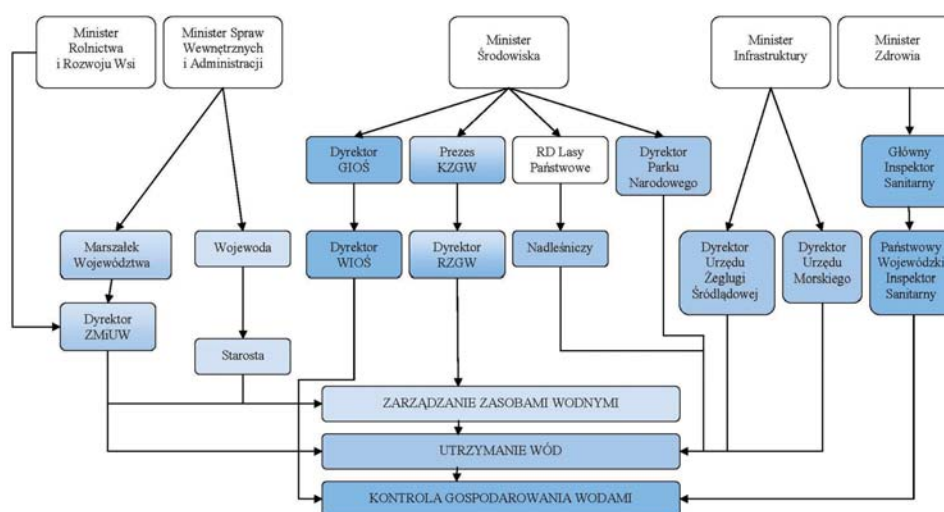 Minister
Rolnictwa
i Rozwoju Wsi
Minister Spraw
Wewnętrznych
i Administracji
Minister
Środowiska
Minister
Infrastruktury
Minister
Zdrowia
Dyrektor
GIOŚ
Prezes
KZGW
RD Lasy
Państwowe
Dyrektor
Parku
Narodowego
Główny
Inspektor
Sanitarny
Marszałek
Województwa
Wojewoda
Dyrektor
WIOŚ
Dyrektor
RZGW
Nadleśniczy
Dyrektor
Urzędu
Żeglugi
Śródlądowej
Dyrektor
Urzędu
Morskiego
Państwowy
Wojewódzki
Inspektor
Sanitarny
Dyrektor
ZMiUW
Starosta
ZARZĄDZANIE ZASOBAMI WODNYMI
UTRZYMANIE WÓD
KONTROLA GOSPODAROWANIA WODAMI